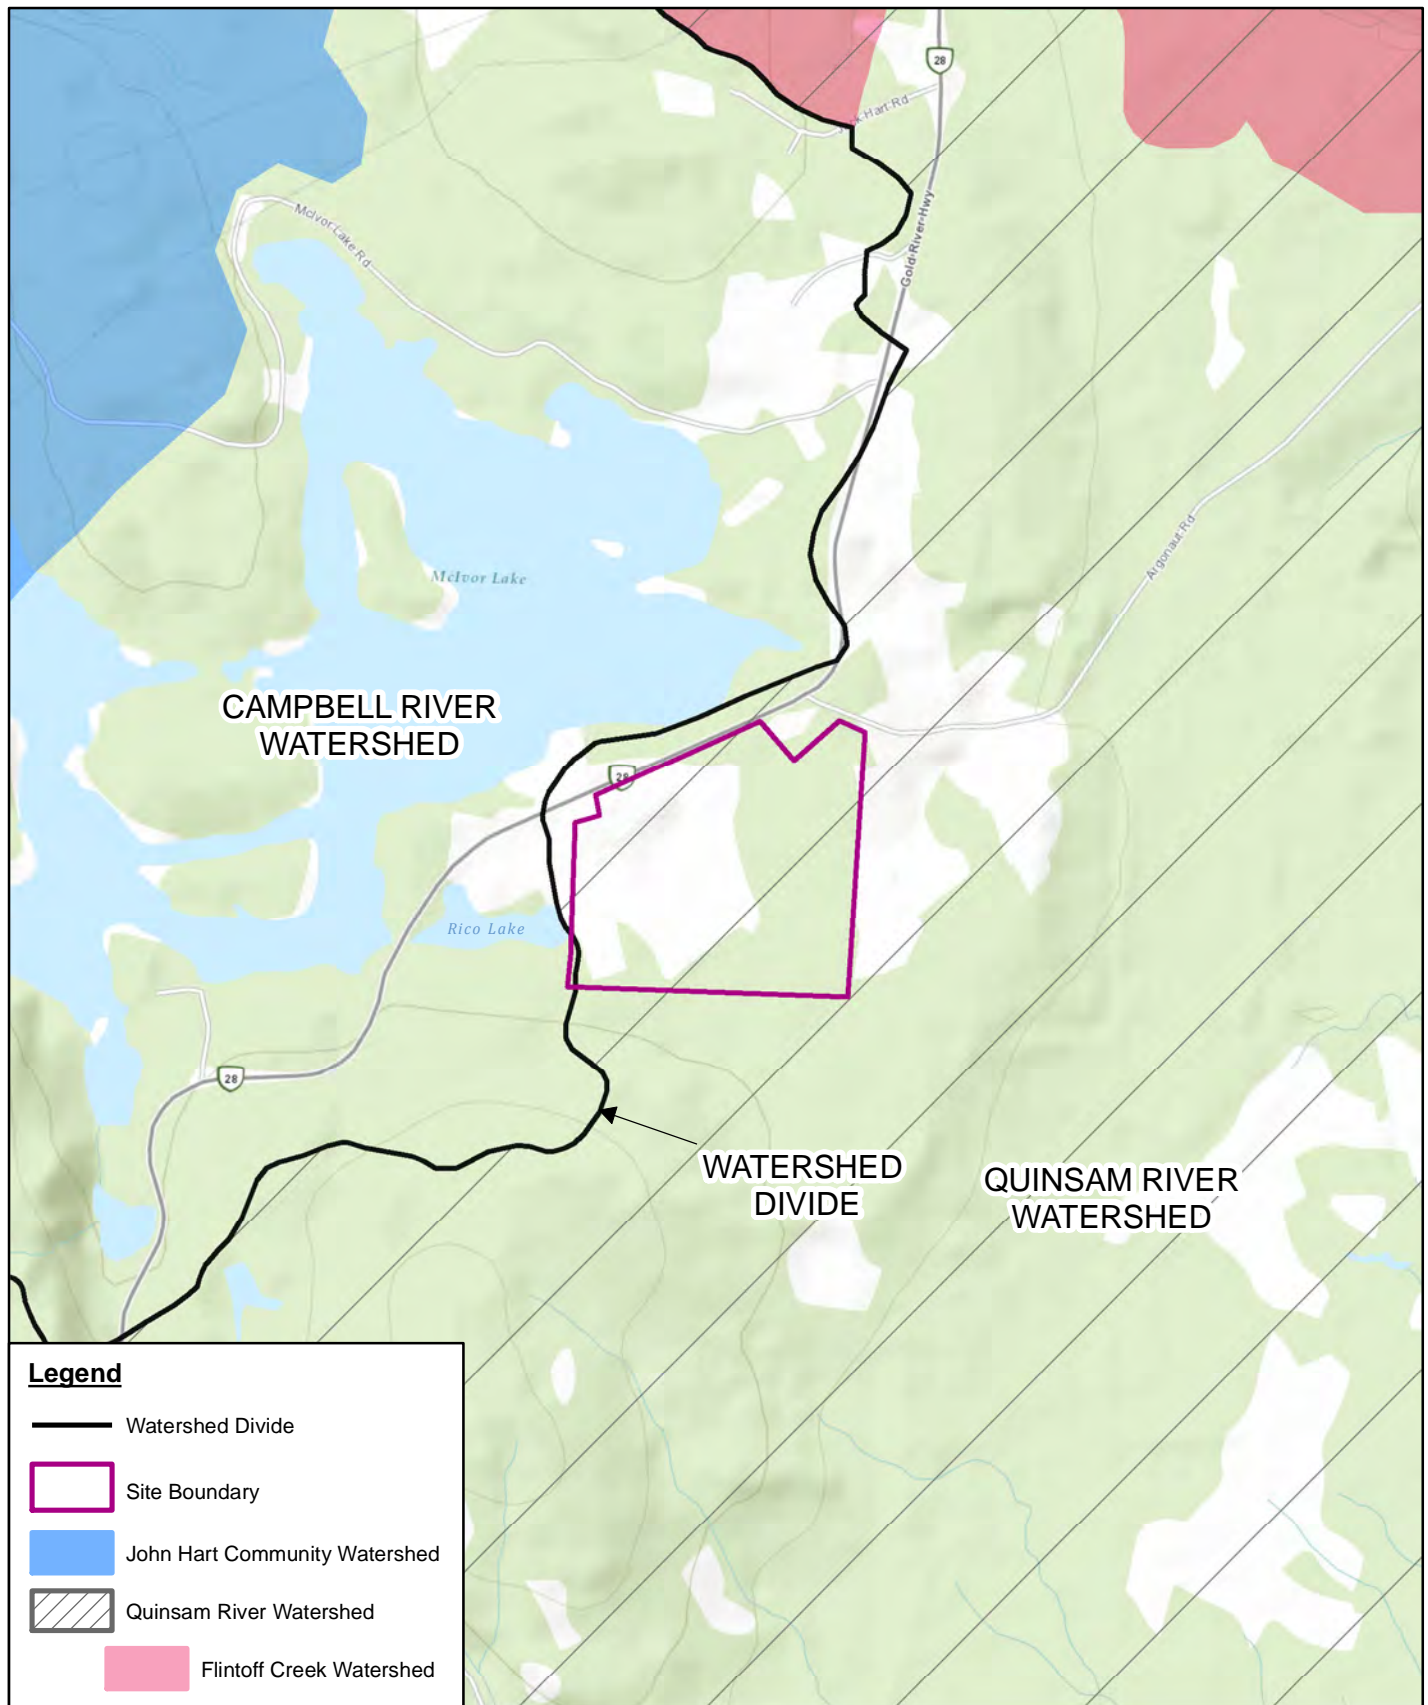 28
Hart Rd
McIvor Lake Rd
Gold River Hwy
Argonaut Rd
McIvor Lake
CAMPBELL RIVER
WATERSHED
28
Rico Lake
28
WATERSHED
DIVIDE
QUINSAM RIVER
WATERSHED
Legend
Watershed Divide
Site Boundary
John Hart Community Watershed
Quinsam River Watershed
Flintoff Creek Watershed